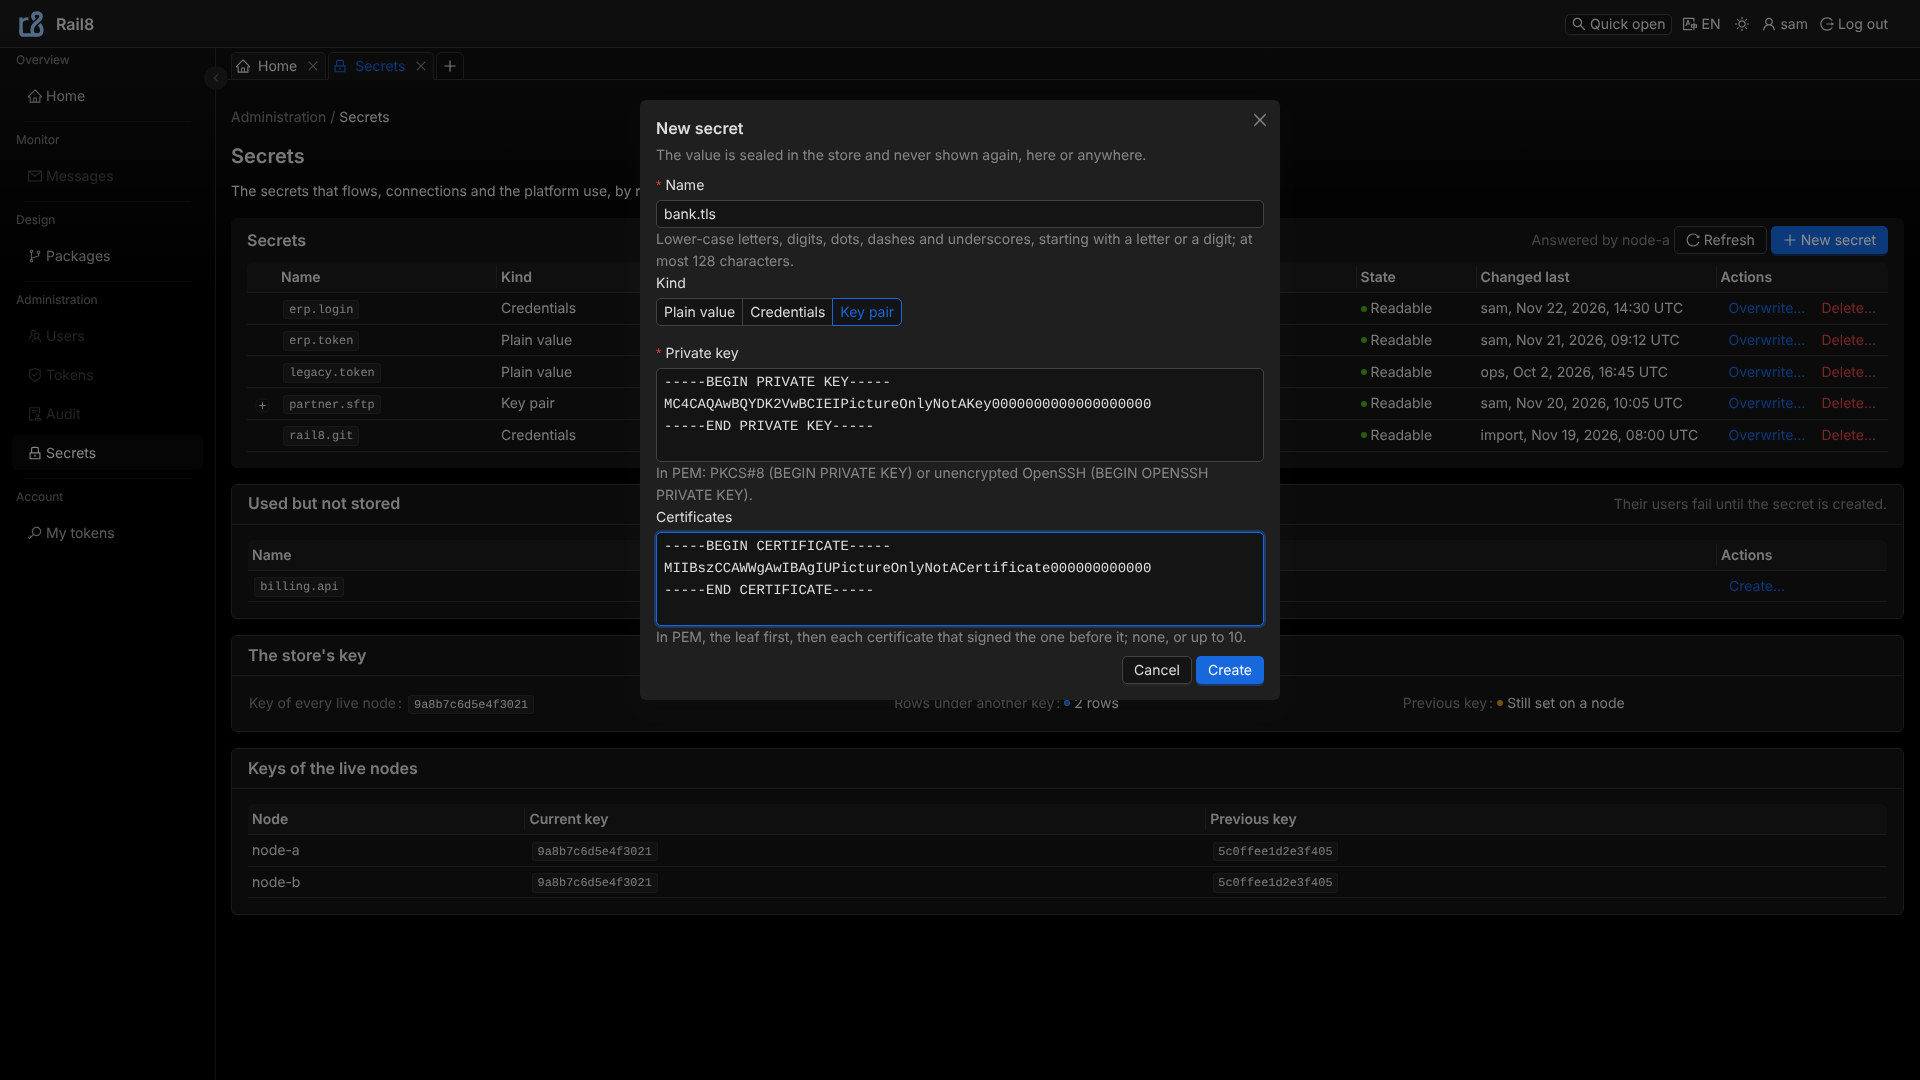 Rail8
Quick open
EN
sam
Log out
Overview
Home
Monitor
Messages
Design
Packages
Administration
Users
Tokens
Audit
Secrets
Account
My tokens
Home
Secrets
Administration / Secrets
Secrets
The secrets that flows, connections and the platform use, by
Secrets
Answered by node-a
Refresh
New secret
Name Kind State Changed last Actions
erp.login Credentials Readable sam, Nov 22, 2026, 14:30 UTC Overwrite... Delete...
erp.token Plain value Readable sam, Nov 21, 2026, 09:12 UTC Overwrite... Delete...
legacy.token Plain value Readable ops, Oct 2, 2026, 16:45 UTC Overwrite... Delete...
partner.sftp Key pair Readable sam, Nov 20, 2026, 10:05 UTC Overwrite... Delete...
rail8.git Credentials Readable import, Nov 19, 2026, 08:00 UTC Overwrite... Delete...
Used but not stored
Their users fail until the secret is created.
Name Actions
billing.api Create...
The store's key
Key of every live node: 9a8b7c6d5e4f3021 Rows under another key: 2 rows Previous key: Still set on a node
Keys of the live nodes
Node Current key Previous key
node-a 9a8b7c6d5e4f3021 5c0ffee1d2e3f405
node-b 9a8b7c6d5e4f3021 5c0ffee1d2e3f405
New secret
The value is sealed in the store and never shown again, here or anywhere.
* Name
bank.tls
Lower-case letters, digits, dots, dashes and underscores, starting with a letter or a digit; at
most 128 characters.
Kind
Plain value Credentials Key pair
* Private key
-----BEGIN PRIVATE KEY-----
MC4CAQAwBQYDK2VwBCIEIPictureOnlyNotAKey0000000000000000000
-----END PRIVATE KEY-----
In PEM: PKCS#8 (BEGIN PRIVATE KEY) or unencrypted OpenSSH (BEGIN OPENSSH
PRIVATE KEY).
Certificates
-----BEGIN CERTIFICATE-----
MIIBszCCAWWgAwIBAgIUPictureOnlyNotACertificate000000000000
-----END CERTIFICATE-----
In PEM, the leaf first, then each certificate that signed the one before it; none, or up to 10.
Cancel
Create